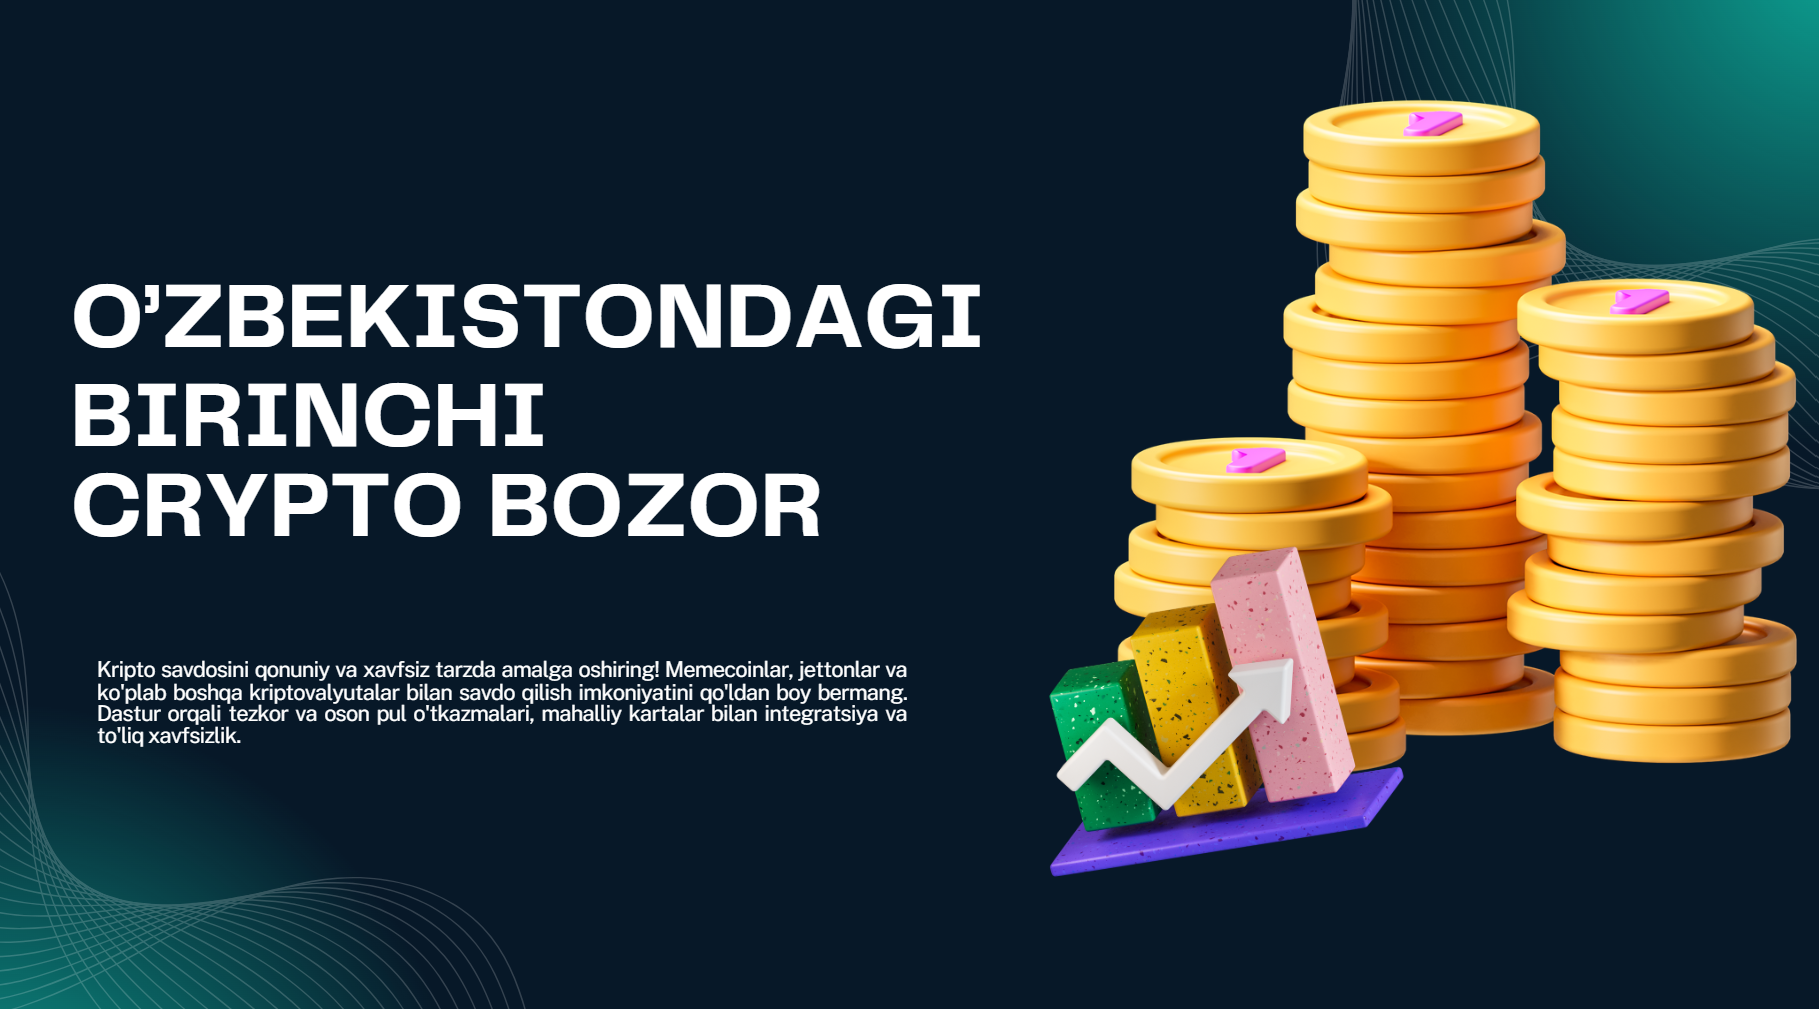 O’ZBEKISTONDAGI
BIRINCHI
CRYPTO BOZOR
Kripto savdosini qonuniy va xavfsiz tarzda amalga oshiring! Memecoinlar, jettonlar va
ko'plab boshqa kriptovalyutalar bilan savdo qilish imkoniyatini qo'ldan boy bermang.
Dastur orqali tezkor va oson pul o'tkazmalari, mahalliy kartalar bilan integratsiya va
to'liq xavfsizlik.